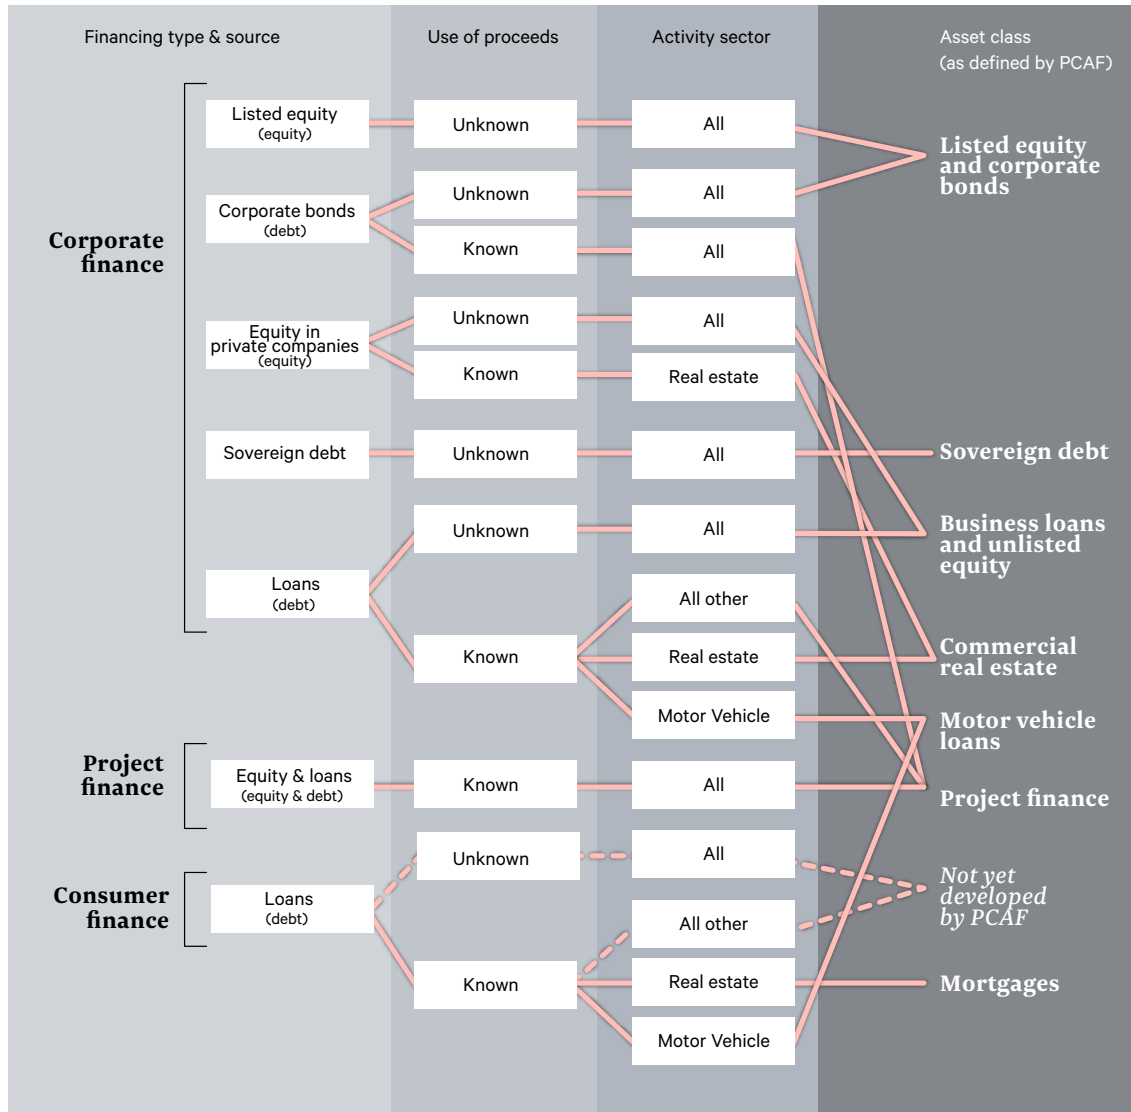 Financing type & source
Use of proceeds
Activity sector
Asset class
(as defined by PCAF)
Corporate
finance
Listed equity
(equity)
Unknown
All
Listed equity
and corporate
bonds
Corporate bonds
(debt)
Unknown
All
Known
All
Equity in
private companies
(equity)
Unknown
All
Known
Real estate
Sovereign debt
Unknown
All
Sovereign debt
Loans
(debt)
Unknown
All
Business loans
and unlisted
equity
Known
All other
Real estate
Commercial
real estate
Motor Vehicle
Motor vehicle
loans
Project
finance
Equity & loans
(equity & debt)
Known
All
Project finance
Consumer
finance
Loans
(debt)
Unknown
All
Not yet
developed
by PCAF
Known
All other
Real estate
Mortgages
Motor Vehicle